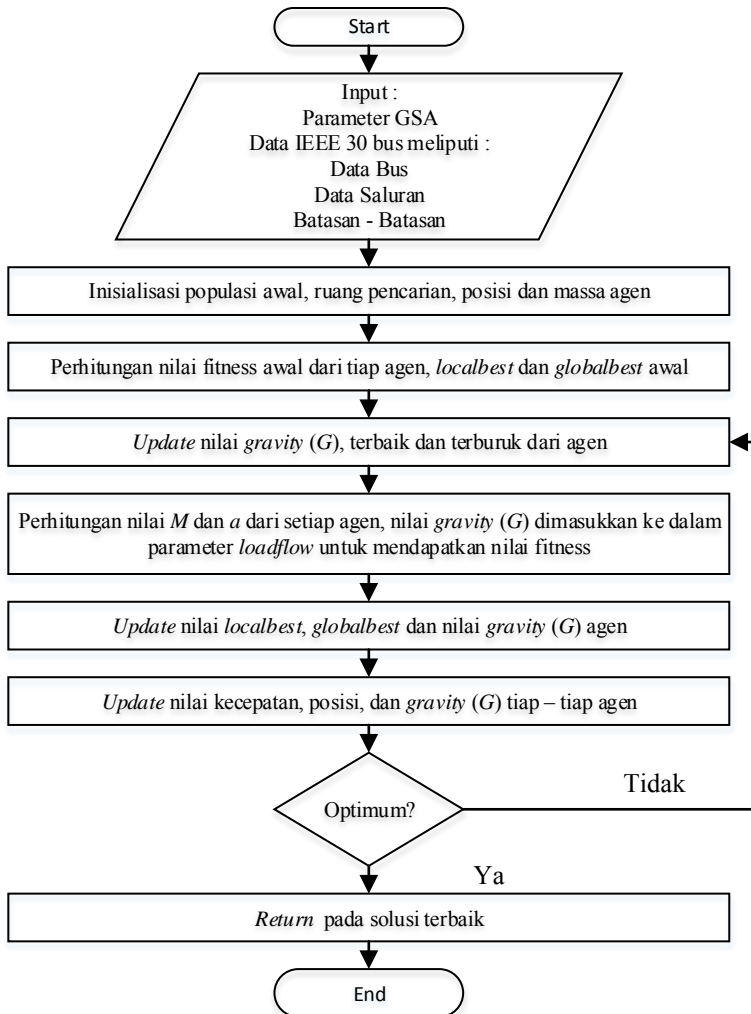 Start
Input :
Parameter GSA
Data IEEE 30 bus meliputi :
Data Bus
Data Saluran
Batasan - Batasan
Inisialisasi populasi awal, ruang pencarian, posisi dan massa agen
Perhitungan nilai fitness awal dari tiap agen, localbest dan globalbest awal
Update nilai gravity (G), terbaik dan terburuk dari agen
Perhitungan nilai M dan a dari setiap agen, nilai gravity (G) dimasukkan ke dalam
parameter loadflow untuk mendapatkan nilai fitness
Update nilai localbest, globalbest dan nilai gravity (G) agen
Update nilai kecepatan, posisi, dan gravity (G) tiap – tiap agen
Optimum?
Tidak
Ya
Return pada solusi terbaik
End